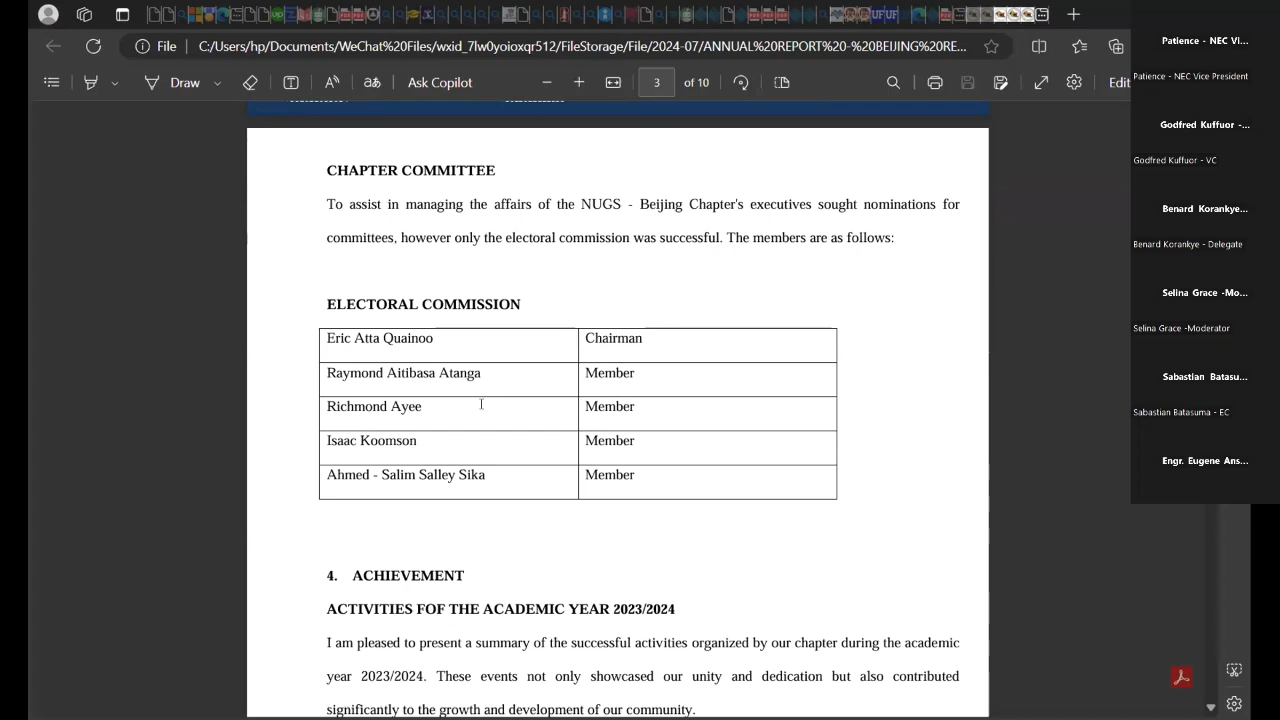 File
C:/Users/hp/Documents/WeChat%20Files/wxid_7lw0yoioxqr512/FileStorage/File/2024-07/ANNUAL%20REPORT%20-%20BEIJING%20RE...
Draw
Ask Copilot
3 of 10
Edit
CHAPTER COMMITTEE
To assist in managing the affairs of the NUGS - Beijing Chapter's executives sought nominations for
committees, however only the electoral commission was successful. The members are as follows:
ELECTORAL COMMISSION
Eric Atta Quainoo Chairman
Raymond Aitibasa Atanga Member
Richmond Ayee Member
Isaac Koomson Member
Ahmed - Salim Salley Sika Member
4. ACHIEVEMENT
ACTIVITIES FOF THE ACADEMIC YEAR 2023/2024
I am pleased to present a summary of the successful activities organized by our chapter during the academic
year 2023/2024. These events not only showcased our unity and dedication but also contributed
significantly to the growth and development of our community.
Patience - NEC VI...
Patience - NEC Vice President
Godfred Kuffuor -...
Godfred Kuffuor - VC
Benard Korankye...
Benard Korankye - Delegate
Selina Grace -Mo...
Selina Grace -Moderator
Sabastian Batasu...
Sabastian Batasuma - EC
Engr. Eugene Ans...